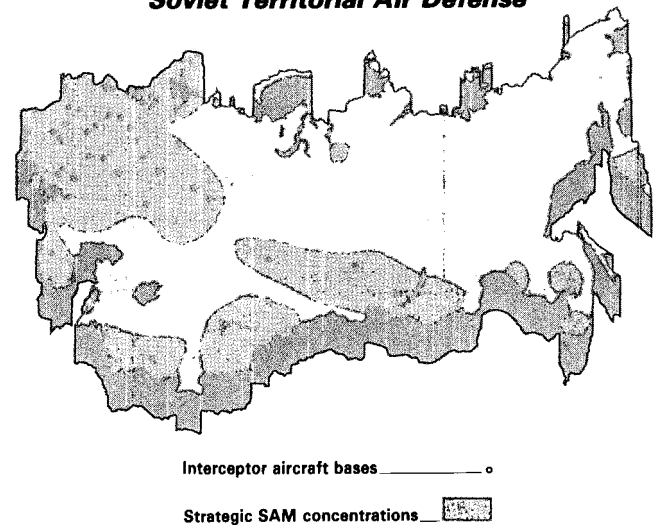 Soviet Territorial Air Defense
Interceptor aircraft bases
Strategic SAM concentrations